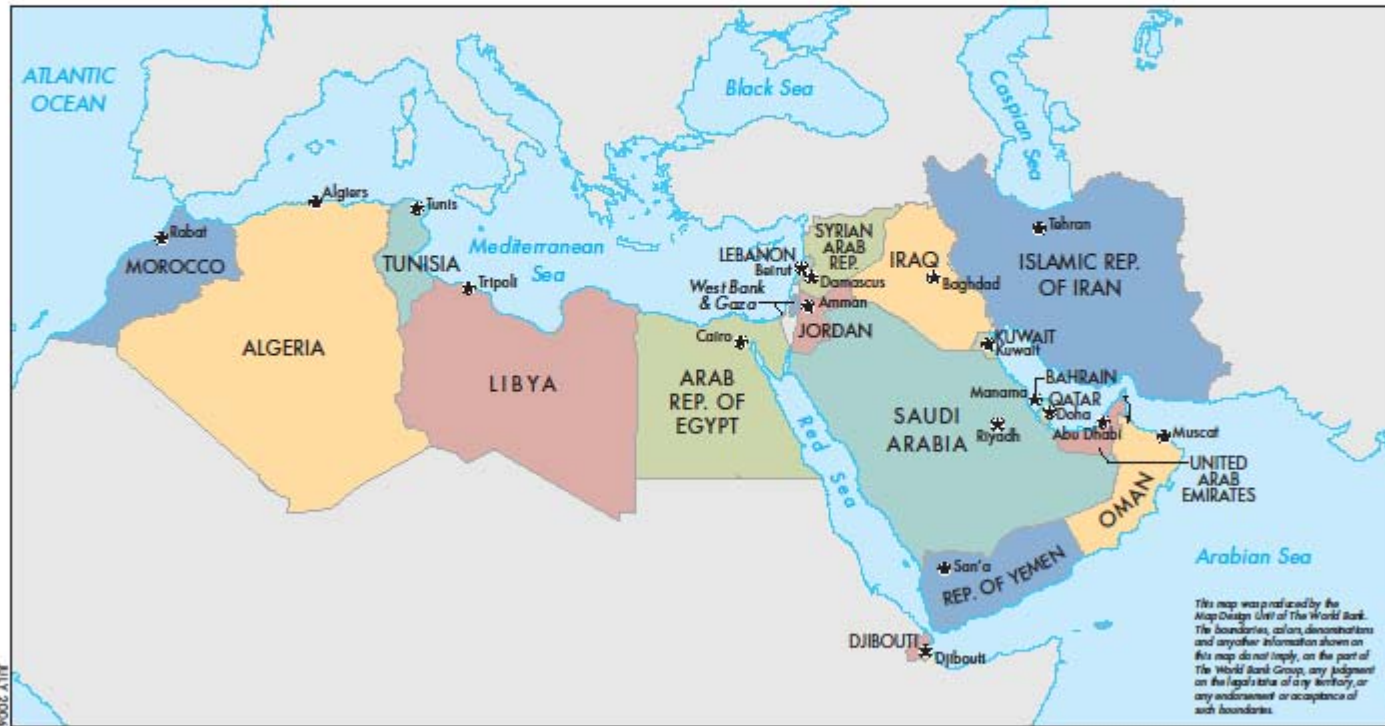 ATLANTIC
OCEAN
Black Sea
Caspian Sea
Algiers
Tunis
Tehran
Rabat
Mediterranean
Sea
SYRIAN
ARAB
REP.
LEBANON
IRAQ
ISLAMIC REP.
OF IRAN
MOROCCO
TUNISIA
Beirut
Damascus
Baghdad
Tripoli
West Bank
& Gaza
Amman
JORDAN
Cairo
KUWAIT
Kuwait
ALGERIA
LIBYA
ARAB
REP. OF
EGYPT
BAHRAIN
Manama
QATAR
Doha
SAUDI
ARABIA
Riyadh
Abu Dhabi
Muscat
Red Sea
UNITED
ARAB
EMIRATES
OMAN
Arabian Sea
San'a
REP. OF YEMEN
DJIBOUTI
Djibouti
This map was produced by the
Map Design Unit of The World Bank.
The boundaries, colors, denominations
and any other information shown on
this map do not imply, on the part of
The World Bank Group, any judgment
on the legal status of any territory, or
any endorsement or acceptance of
such boundaries.